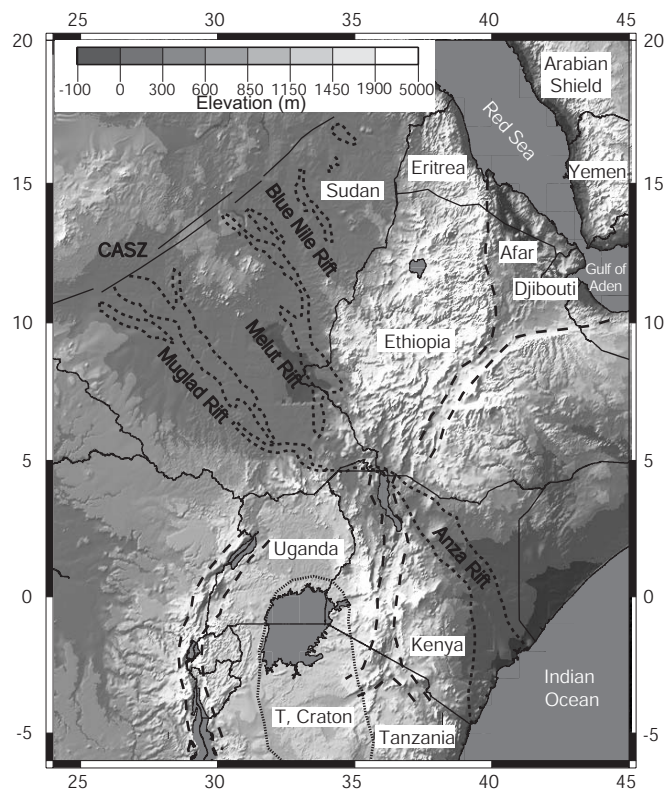 25 30 35 40 45
20
-100 0 300 600 850 1150 1450 1900 5000
Elevation (m)
Arabian
Shield
Red Sea
Eritrea
Yemen
15
Sudan
Blue Nile Rift
CASZ
Afar
Gulf of
Aden
Djibouti
10
Ethiopia
Melut Rift
Muglad Rift
5
Anza Rift
Uganda
0
Kenya
Indian
Ocean
T, Craton
Tanzania
-5
20
15
10
5
0
-5
25 30 35 40 45